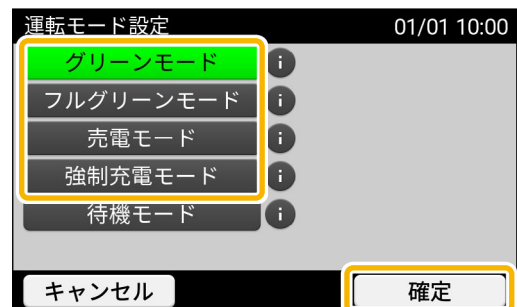 運転モード設定 01/01 10:00
グリーンモード i
フルグリーンモード i
売電モード i
強制充電モード i
待機モード i
キャンセル 確定